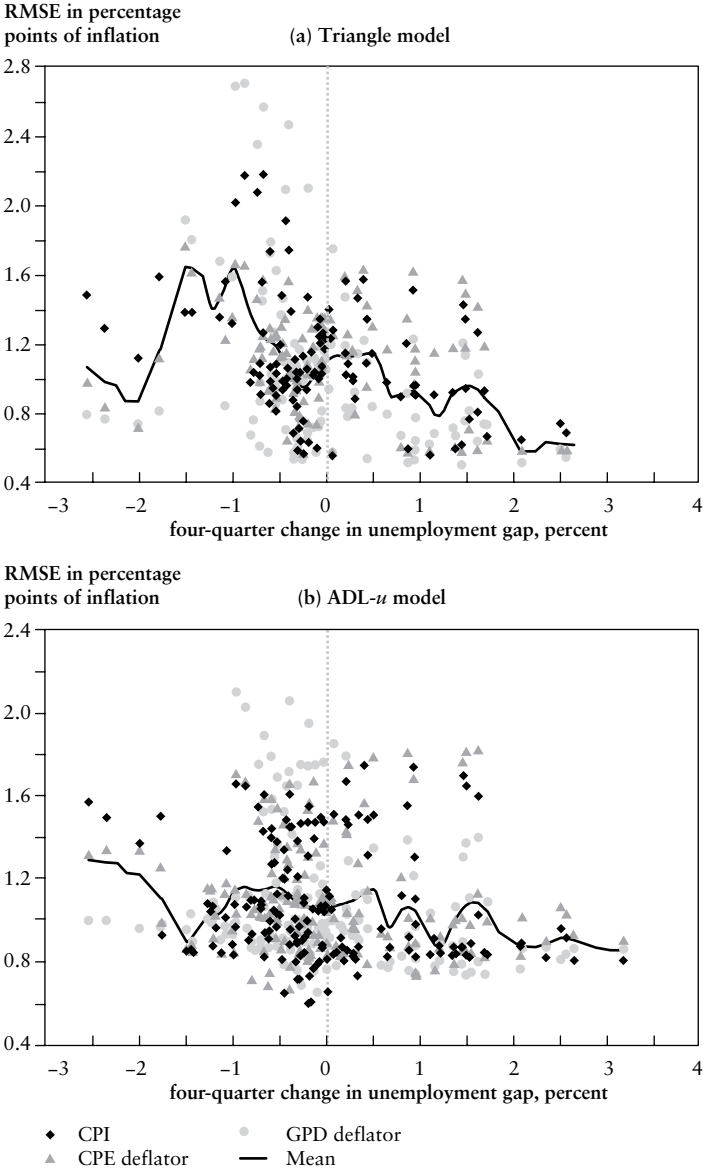 RMSE in percentage
points of inflation
(a) Triangle model
2.8
2.4
2.0
1.6
1.2
0.8
0.4
−3 −2 −1 0 1 2 3 4
four-quarter change in unemployment gap, percent
RMSE in percentage
points of inflation
(b) ADL-u model
2.4
2.0
1.6
1.2
0.8
0.4
−3 −2 −1 0 1 2 3 4
four-quarter change in unemployment gap, percent
CPI GPD deflator
CPE deflator Mean